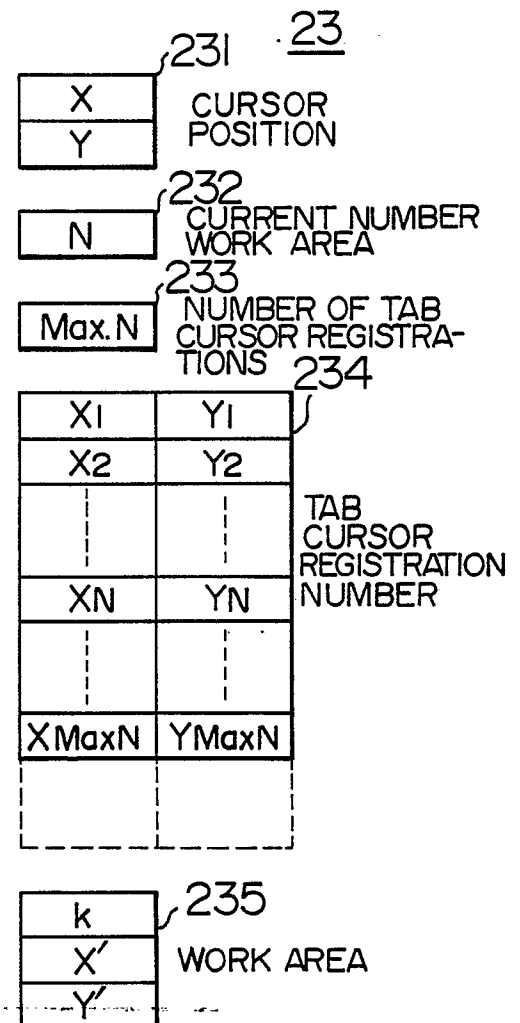 23
231
X
Y
CURSOR
POSITION
232
N
CURRENT NUMBER
WORK AREA
233
Max.N
NUMBER OF TAB
CURSOR REGISTRA-
TIONS
234
X1 Y1
X2 Y2
TAB
CURSOR
REGISTRATION
NUMBER
XN YN
XMaxN YMaxN
235
k
X′
Y′
WORK AREA